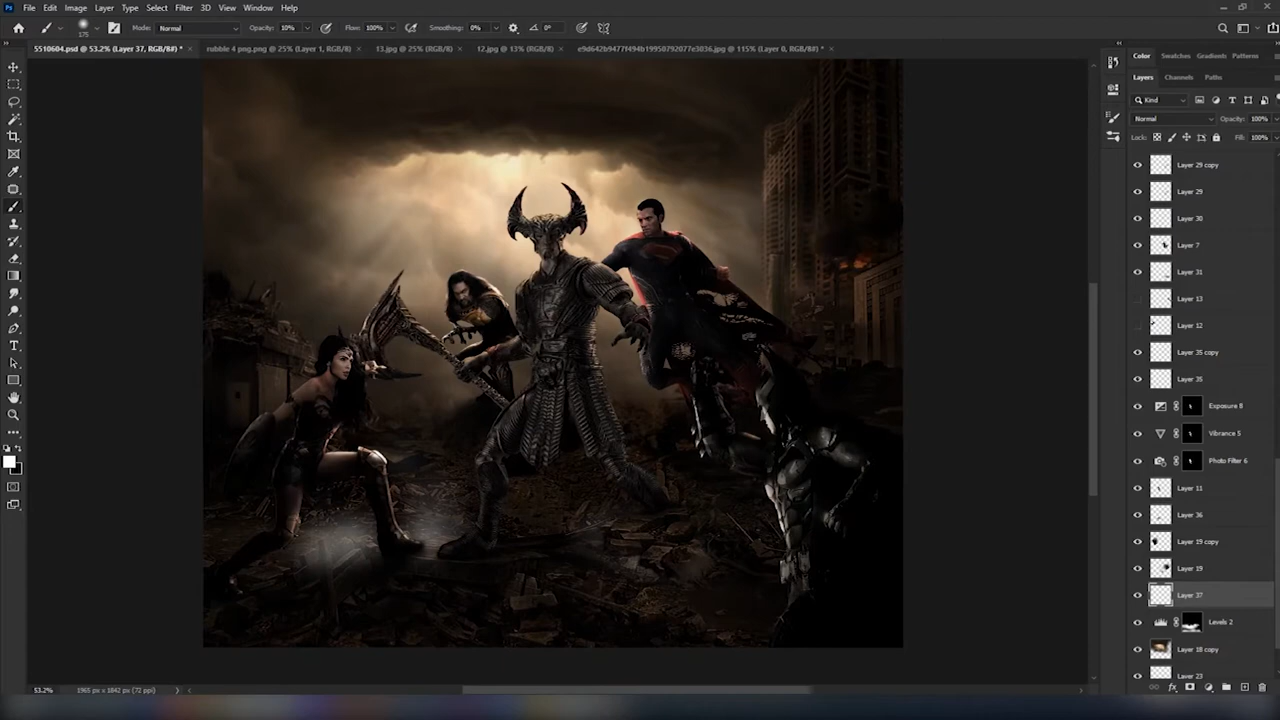 File Edit Image Layer Type Select Filter 3D View Window Help
175 Mode: Normal Opacity: 10% Flow: 100% Smoothing: 0% 0°
5510604.psd @ 53.2% (Layer 37, RGB/8#) * rubble 4 png.png @ 25% (Layer 1, RGB/8) 13.jpg @ 25% (RGB/8) 12.jpg @ 13% (RGB/8) e9d642b9477f494b19950792077e3036.jpg @ 115% (Layer 0, RGB/8#) *
Color Swatches Gradients Patterns
Layers Channels Paths
Kind
Normal Opacity: 100%
Lock: Fill: 100%
Layer 29 copy
Layer 29
Layer 30
Layer 7
Layer 31
Layer 13
Layer 12
Layer 35 copy
Layer 35
Exposure 8
Vibrance 5
Photo Filter 6
Layer 11
Layer 36
Layer 19 copy
Layer 19
Layer 37
Levels 2
Layer 18 copy
Layer 23
53.2% 1965 px x 1842 px (72 ppi)